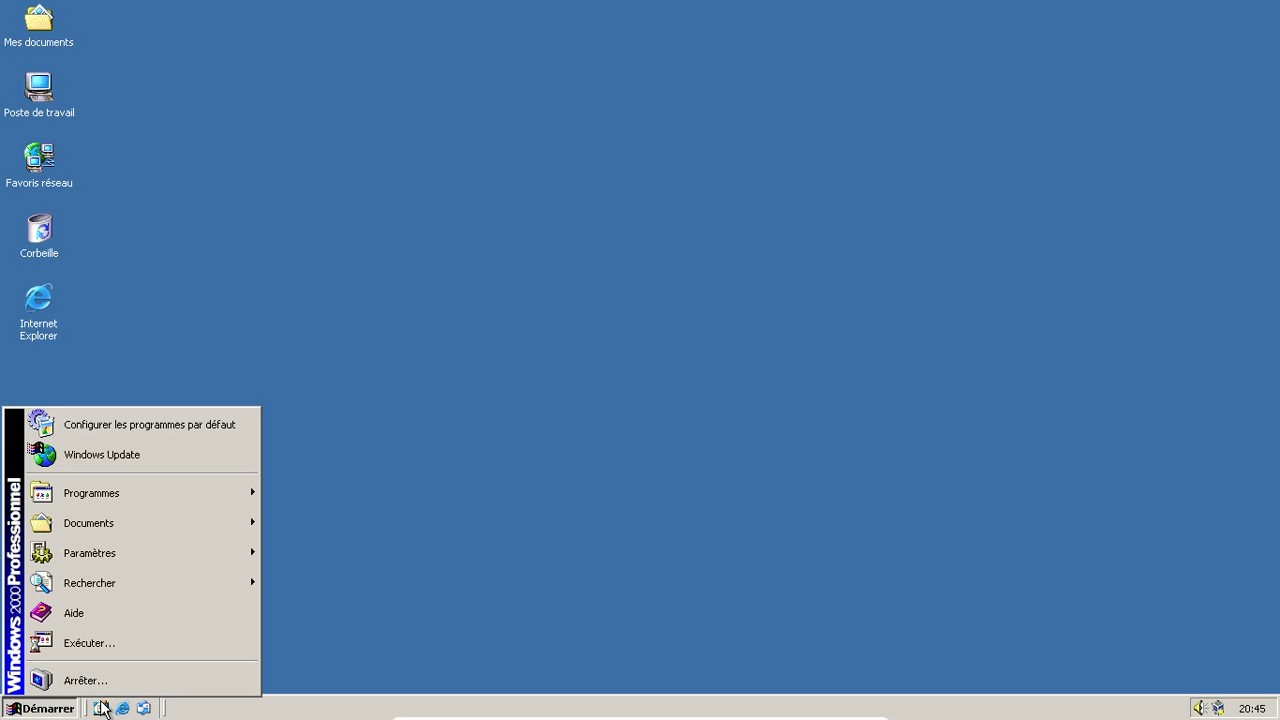 Mes documents
Poste de travail
Favoris réseau
Corbeille
Internet
Explorer
Configurer les programmes par défaut
Windows Update
Programmes
Documents
Paramètres
Rechercher
Aide
Exécuter...
Arrêter...
Windows 2000 Professionnel
Démarrer
20:45